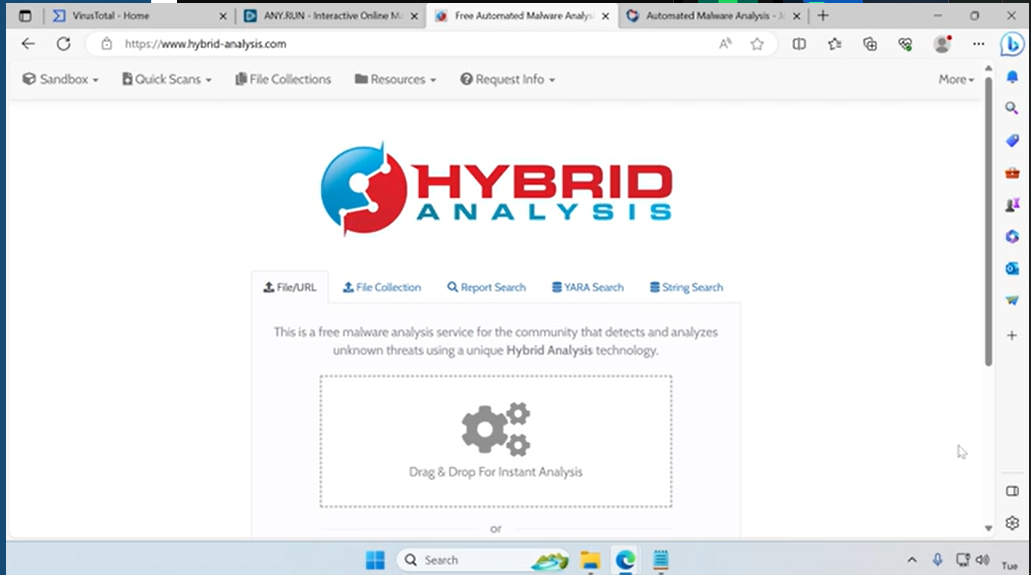 VirusTotal - Home
ANY.RUN - Interactive Online M
Free Automated Malware Analys
Automated Malware Analysis - Jo
https://www.hybrid-analysis.com
Sandbox
Quick Scans
File Collections
Resources
Request Info
More
HYBRID
ANALYSIS
File/URL
File Collection
Report Search
YARA Search
String Search
This is a free malware analysis service for the community that detects and analyzes
unknown threats using a unique Hybrid Analysis technology.
Drag & Drop For Instant Analysis
or
Search
Tue